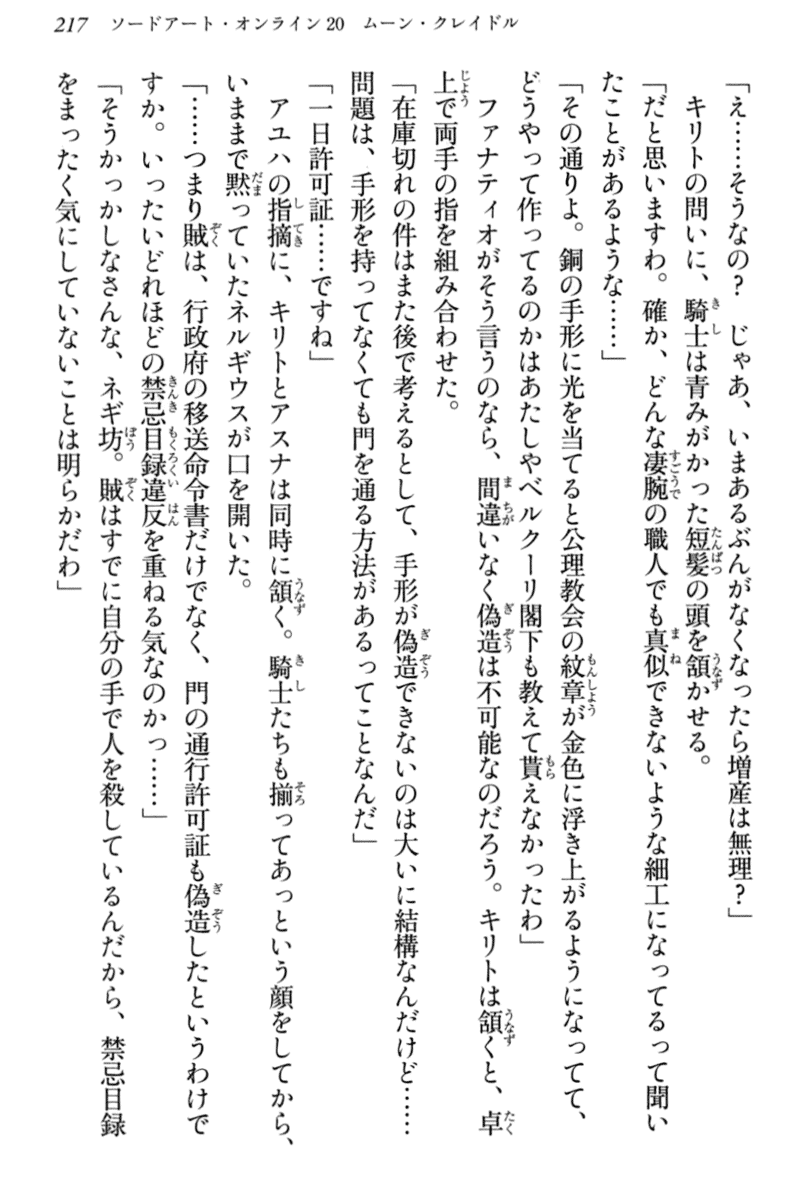 217 ソードアート・オンライン20 ムーン・クレイドル
「え……そうなの？　じゃあ、いまあるぶんがなくなったら増産は無理？」
　キリトの問いに、騎士は青みがかった短髪の頭を頷かせる。
「だと思いますわ。確か、どんな凄腕の職人でも真似できないような細工になってるって聞い
たことがあるような……」
「その通りよ。銅の手形に光を当てると公理教会の紋章が金色に浮き上がるようになってて、
どうやって作ってるのかはあたしやベルクーリ閣下も教えて貰えなかったわ」
　ファナティオがそう言うのなら、間違いなく偽造は不可能なのだろう。キリトは頷くと、卓
上で両手の指を組み合わせた。
「在庫切れの件はまた後で考えるとして、手形が偽造できないのは大いに結構なんだけど……
問題は、手形を持ってなくても門を通る方法があるってことなんだ」
「一日許可証……ですね」
　アユハの指摘に、キリトとアスナは同時に頷く。騎士たちも揃ってあっという顔をしてから、
いままで黙っていたネルギウスが口を開いた。
「……つまり賊は、行政府の移送命令書だけでなく、門の通行許可証も偽造したというわけで
すか。いったいどれほどの禁忌目録違反を重ねる気なのかっ……」
「そうかっかしなさんな、ネギ坊。賊はすでに自分の手で人を殺しているんだから、禁忌目録
をまったく気にしていないことは明らかだわ」